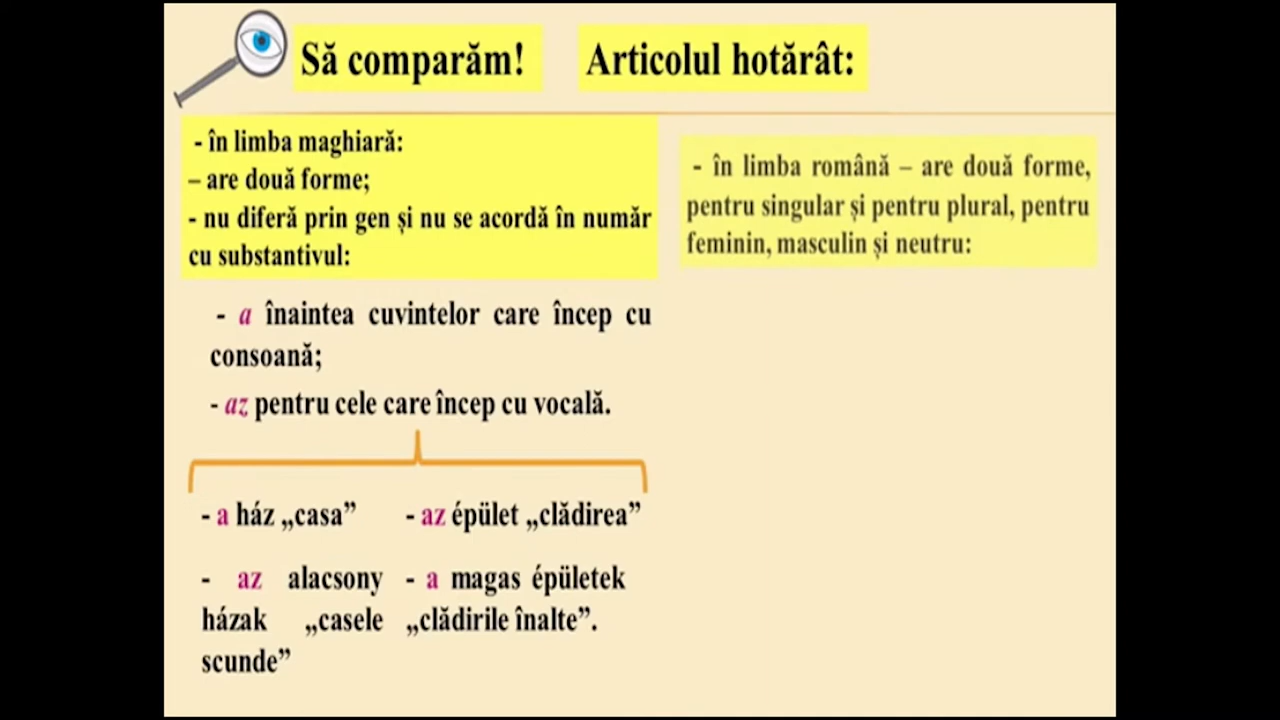 Să comparăm! Articolul hotărât:
- în limba maghiară:
– are două forme;
- nu diferă prin gen și nu se acordă în număr
cu substantivul:
- a înaintea cuvintelor care încep cu
consoană;
- az pentru cele care încep cu vocală.
- a ház „casa”
- az épület „clădirea”
- az alacsony
házak „casele
scunde”
- a magas épületek
„clădirile înalte”.
- în limba română – are două forme,
pentru singular și pentru plural, pentru
feminin, masculin și neutru: